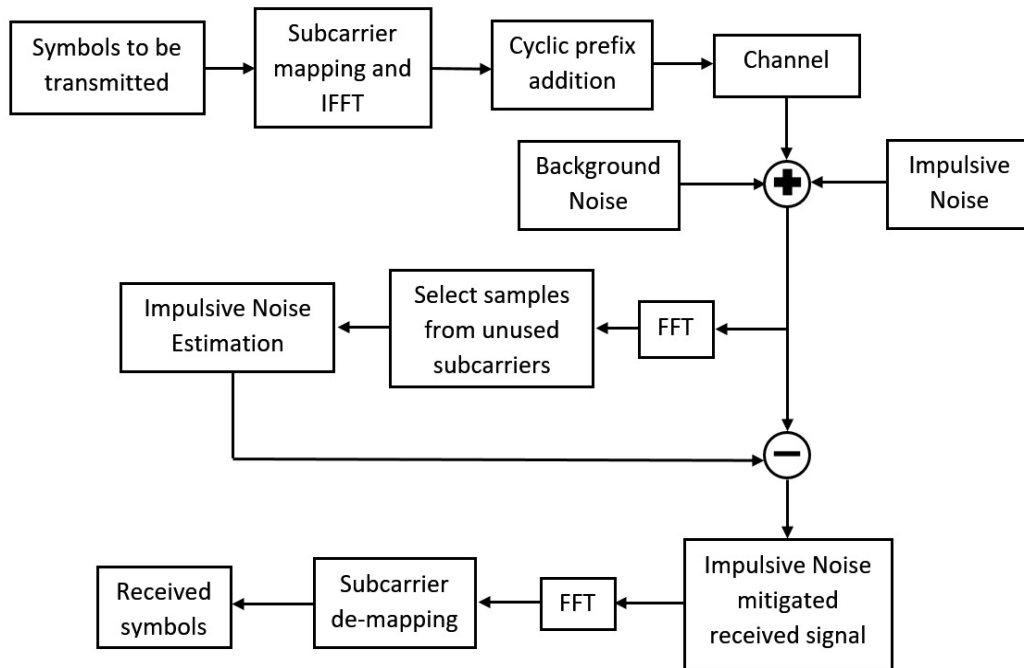 Symbols to be
transmitted
Subcarrier
mapping and
IFFT
Cyclic prefix
addition
Channel
Background
Noise
Impulsive
Noise
Impulsive Noise
Estimation
Select samples
from unused
subcarriers
FFT
Impulsive Noise
mitigated
received signal
FFT
Subcarrier
de-mapping
Received
symbols